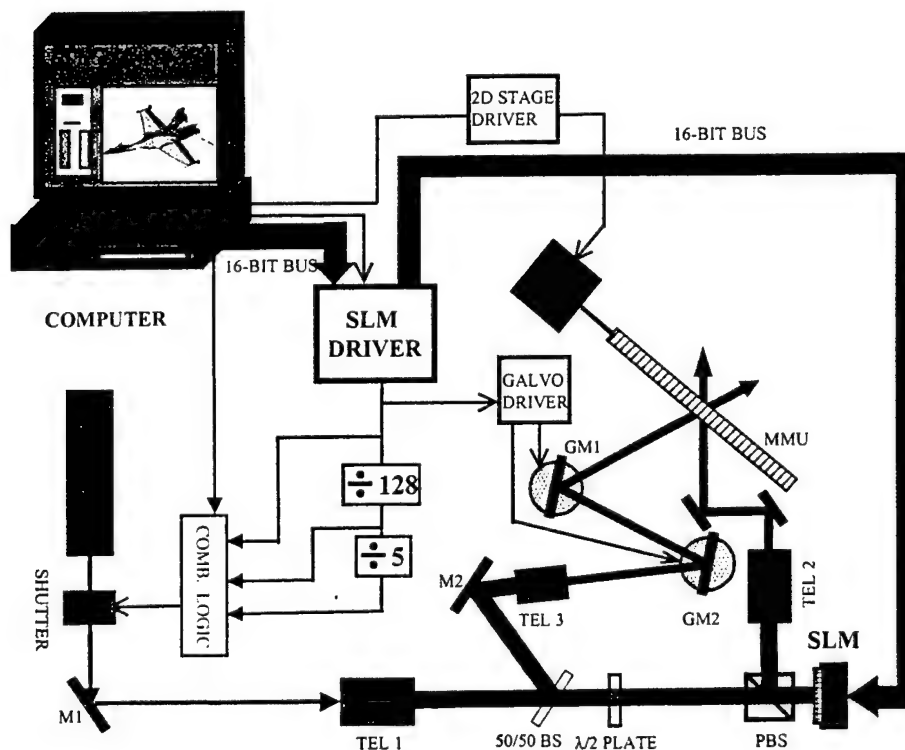 2D STAGE
DRIVER
16-BIT BUS
16-BIT BUS
COMPUTER
SLM
DRIVER
GALVO
DRIVER
GM1
MMU
÷ 128
÷ 5
COMB. LOGIC
SHUTTER
M2
TEL 3
GM2
TEL 2
SLM
M1
TEL 1
50/50 BS
λ/2 PLATE
PBS